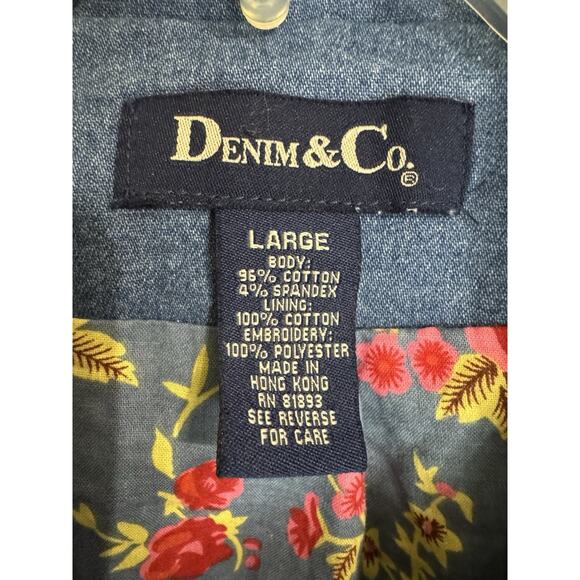 DENIM & CO.®
LARGE
BODY:
96% COTTON
4% SPANDEX
LINING:
100% COTTON
EMBROIDERY:
100% POLYESTER
MADE IN
HONG KONG
RN 81893
SEE REVERSE
FOR CARE